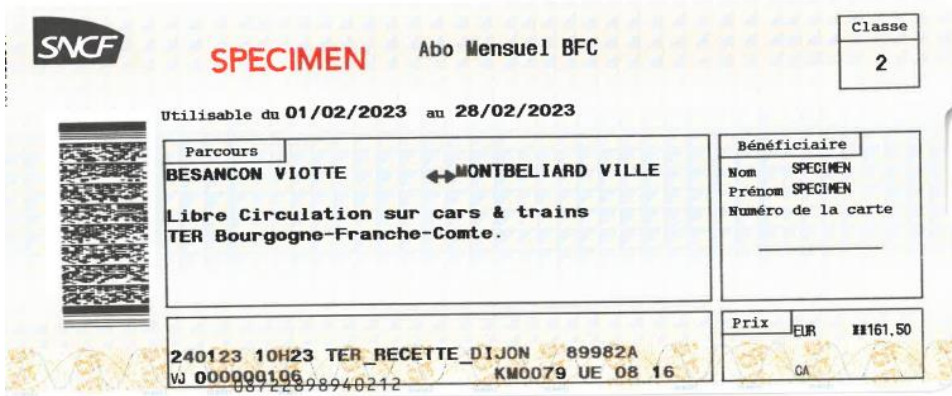 SNCF
SPECIMEN
Abo Mensuel BFC
Classe
2
Utilisable du 01/02/2023 au 28/02/2023
Parcours
BESANCON VIOTTE ↔ MONTBELIARD VILLE
Libre Circulation sur cars & trains
TER Bourgogne-Franche-Comte.
Bénéficiaire
Nom SPECIMEN
Prénom SPECIMEN
Numéro de la carte
240123 10H23 TER_RECETTE_DIJON 89982A
VJ 000000106 KM0079 UE 08 16
08722898940212
Prix
EUR **161.50
CA